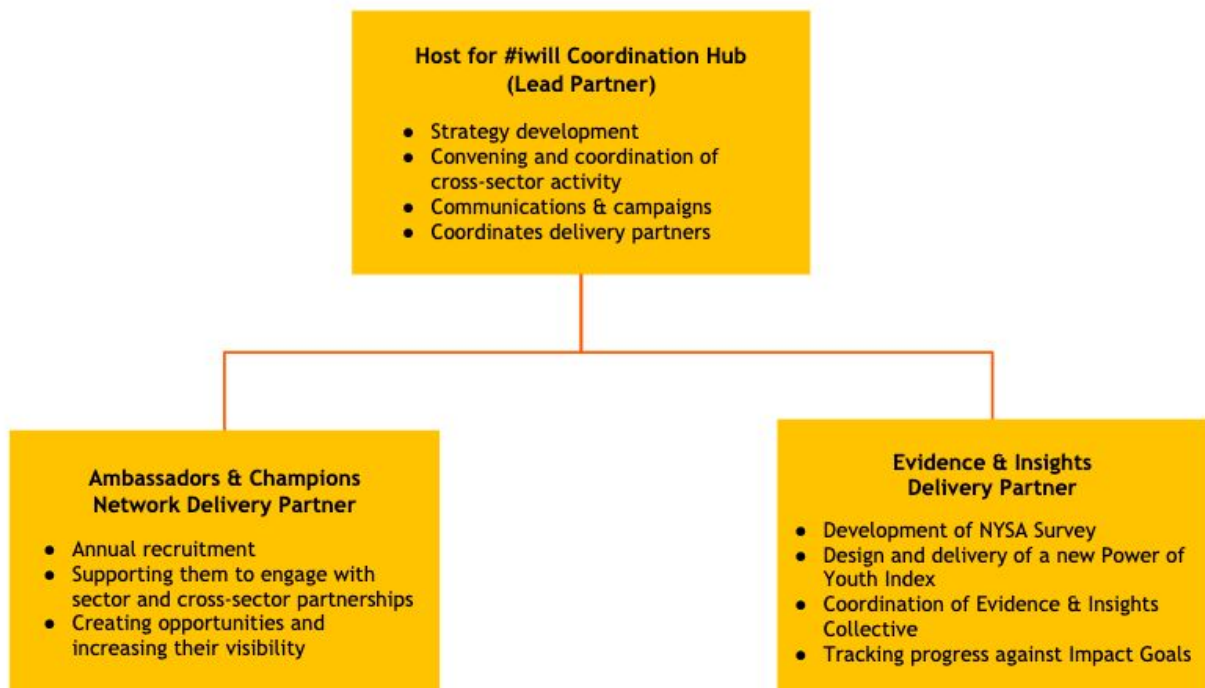 Host for #iwill Coordination Hub
(Lead Partner)
● Strategy development
● Convening and coordination of
cross-sector activity
● Communications & campaigns
● Coordinates delivery partners
Ambassadors & Champions
Network Delivery Partner
● Annual recruitment
● Supporting them to engage with
sector and cross-sector partnerships
● Creating opportunities and
increasing their visibility
Evidence & Insights
Delivery Partner
● Development of NYSA Survey
● Design and delivery of a new Power of
Youth Index
● Coordination of Evidence & Insights
Collective
● Tracking progress against Impact Goals